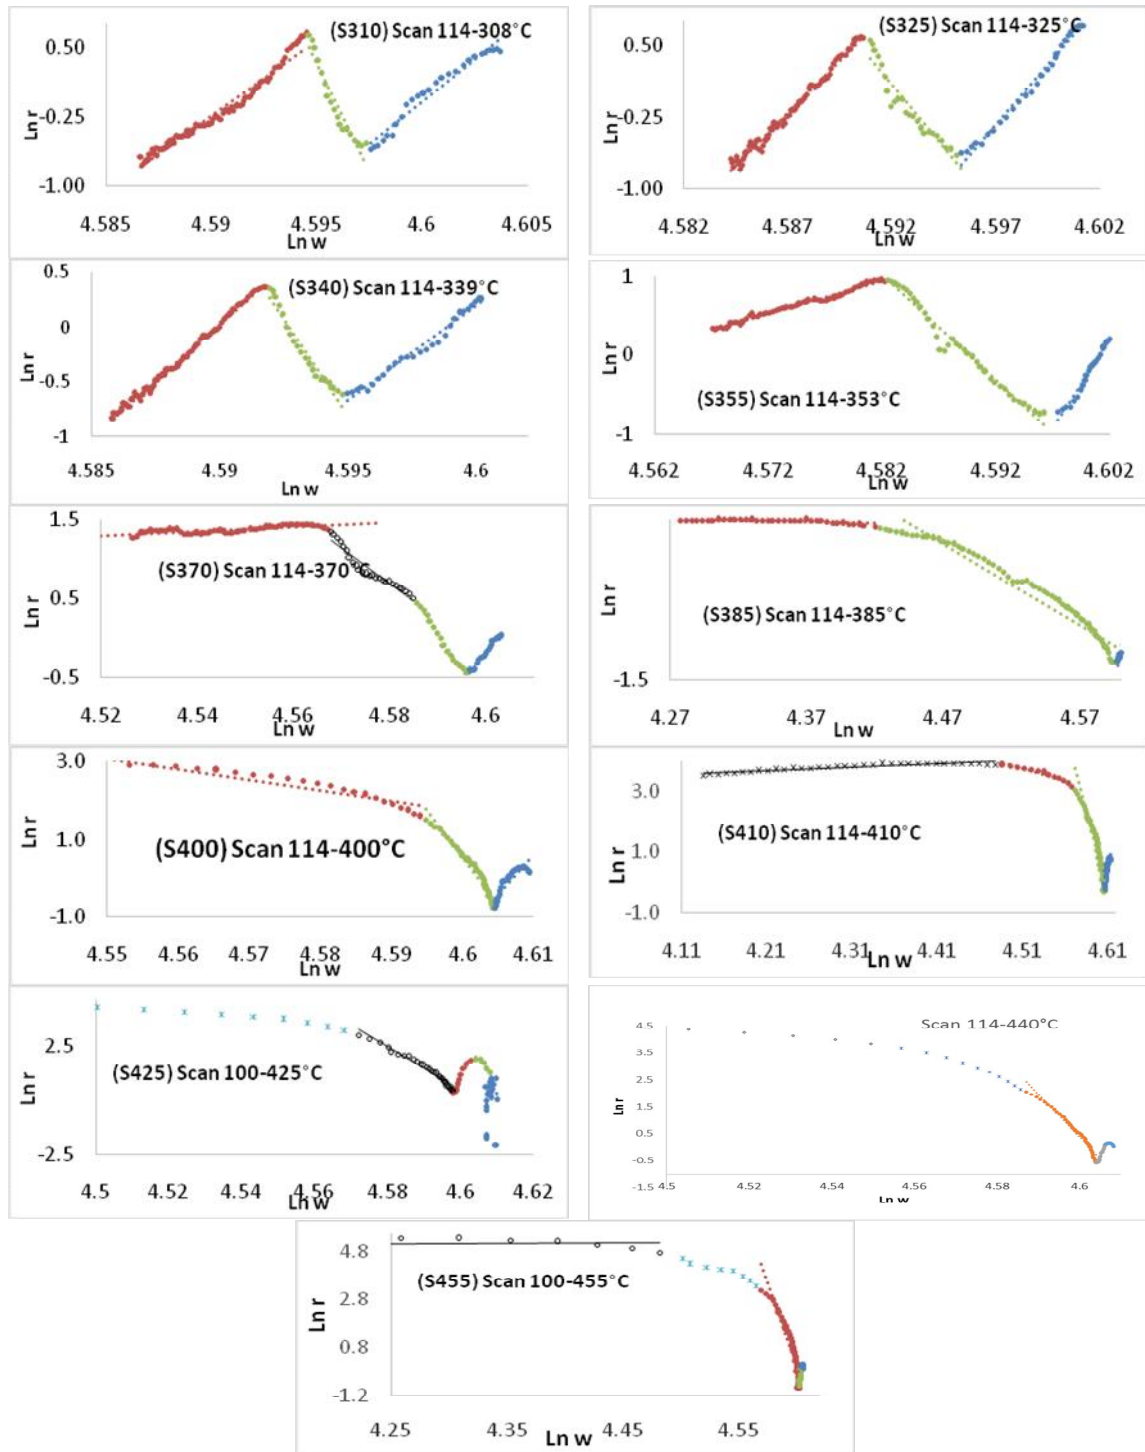 (S310) Scan 114-308°C
0.50
-0.25
-1.00
Ln r
4.585 4.59 4.595 4.6 4.605
Ln w
(S325) Scan 114-325°C
0.50
-0.25
-1.00
Ln r
4.582 4.587 4.592 4.597 4.602
Ln w
(S340) Scan 114-339°C
0.5
0
-0.5
-1
Ln r
4.585 4.59 4.595 4.6
Ln w
1
0
-1
Ln r
(S355) Scan 114-353°C
4.562 4.572 4.582 4.592 4.602
Ln w
1.5
0.5
-0.5
Ln r
(S370) Scan 114-370°C
4.52 4.54 4.56 4.58 4.6
Ln w
(S385) Scan 114-385°C
-1.5
Ln r
4.27 4.37 4.47 4.57
Ln w
3.0
1.0
-1.0
Ln r
(S400) Scan 114-400°C
4.55 4.56 4.57 4.58 4.59 4.6 4.61
Ln w
3.0
1.0
-1.0
Ln r
(S410) Scan 114-410°C
4.11 4.21 4.31 4.41 4.51 4.61
Ln w
2.5
-2.5
Ln r
(S425) Scan 100-425°C
4.5 4.52 4.54 4.56 4.58 4.6 4.62
Ln w
Scan 114-440°C
4.5
3.5
2.5
1.5
0.5
-0.5
-1.5
Ln r
4.5 4.52 4.54 4.56 4.58 4.6
Ln w
4.8
2.8
0.8
-1.2
Ln r
(S455) Scan 100-455°C
4.25 4.35 4.45 4.55
Ln w